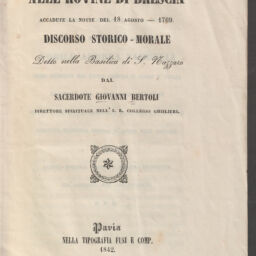 ALLE ROVINE DI BRESCIA
ACCADUTE LA NOTTE DEL 18 AGOSTO — 1769.
DISCORSO STORICO-MORALE
Detto nella Basilica di S. Nazzaro
DAL
SACERDOTE GIOVANNI BERTOLI
DIRETTORE SPIRITUALE NELL' I. R. COLLEGIO GHISLIERI.
Pavia
NELLA TIPOGRAFIA FUSI E COMP.
1842.